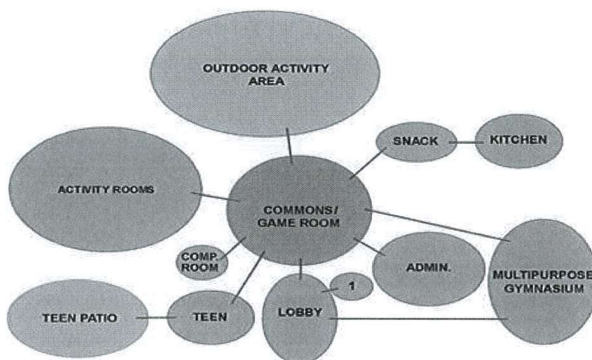 OUTDOOR ACTIVITY
AREA
SNACK
KITCHEN
ACTIVITY ROOMS
COMMONS/
GAME ROOM
COMP.
ROOM
ADMIN.
MULTIPURPOSE
GYMNASIUM
1
LOBBY
TEEN
TEEN PATIO